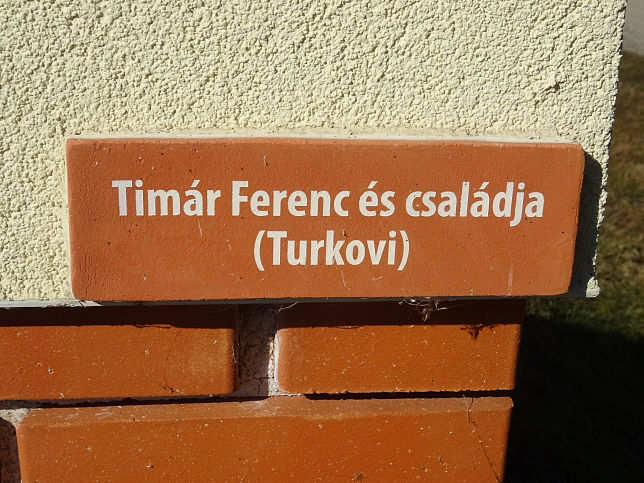 Timár Ferenc és családja
(Turkovi)